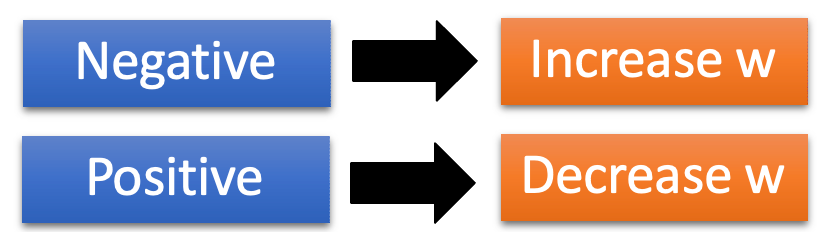 Negative
Increase w
Positive
Decrease w